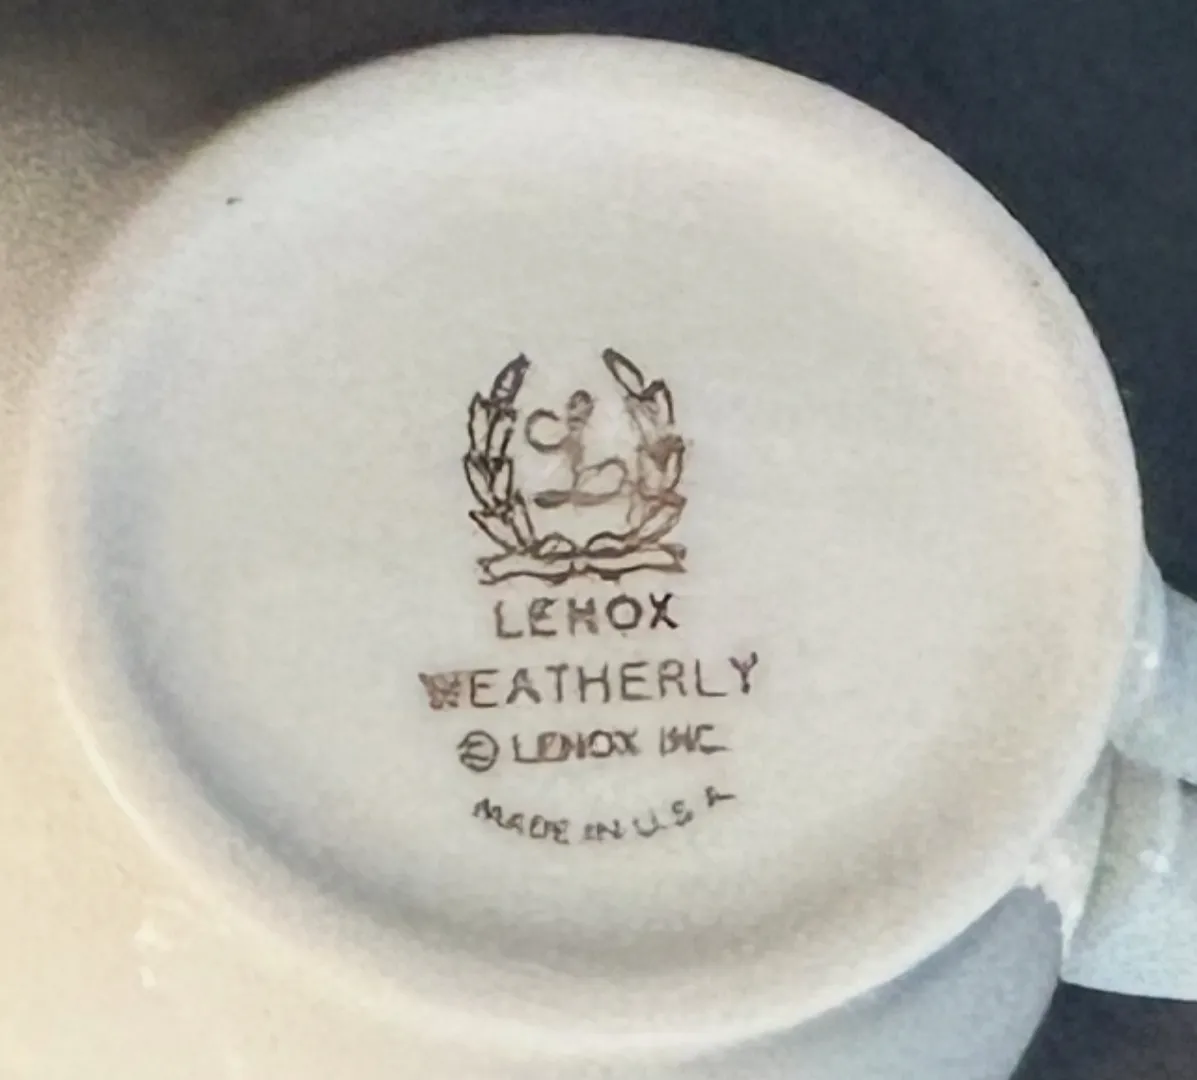 LENOX
WEATHERLY
© LENOX INC.
MADE IN U.S.A